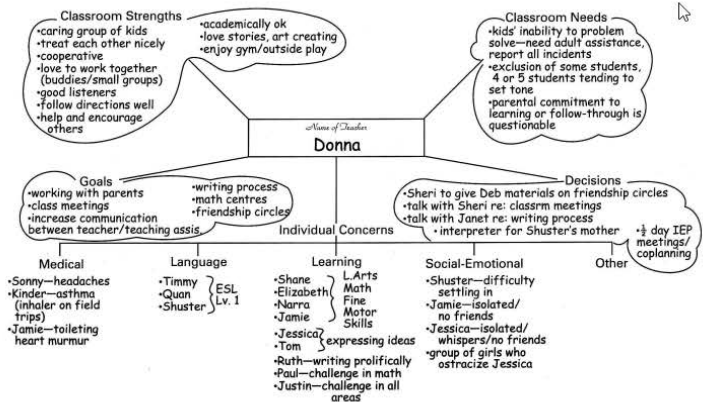 Classroom Strengths
•caring group of kids
•treat each other nicely
•cooperative
•love to work together
(buddies/small groups)
•good listeners
•follow directions well
•help and encourage
others
•academically ok
•love stories, art creating
•enjoy gym/outside play
Classroom Needs
•kids' inability to problem
solve—need adult assistance,
report all incidents
•exclusion of some students,
4 or 5 students tending to
set tone
•parental commitment to
learning or follow-through is
questionable
Name of Teacher
Donna
Goals
•working with parents
•class meetings
•increase communication
between teacher/teaching assis.
•writing process
•math centres
•friendship circles
Decisions
•Sheri to give Deb materials on friendship circles
•talk with Sheri re: classrm meetings
•talk with Janet re: writing process
•interpreter for Shuster's mother
•½ day IEP
meetings/
coplanning
Individual Concerns
Medical
•Sonny—headaches
•Kinder—asthma
(inhaler on field
trips)
•Jamie—toileting
heart murmur
Language
•Timmy
•Quan
•Shuster
ESL
Lv. 1
Learning
•Shane
•Elizabeth
•Narra
•Jamie
L.Arts
Math
Fine
Motor
Skills
•Jessica
•Tom
expressing ideas
•Ruth—writing prolifically
•Paul—challenge in math
•Justin—challenge in all
areas
Social-Emotional
•Shuster—difficulty
settling in
•Jamie—isolated/
no friends
•Jessica—isolated/
whispers/no friends
•group of girls who
ostracize Jessica
Other